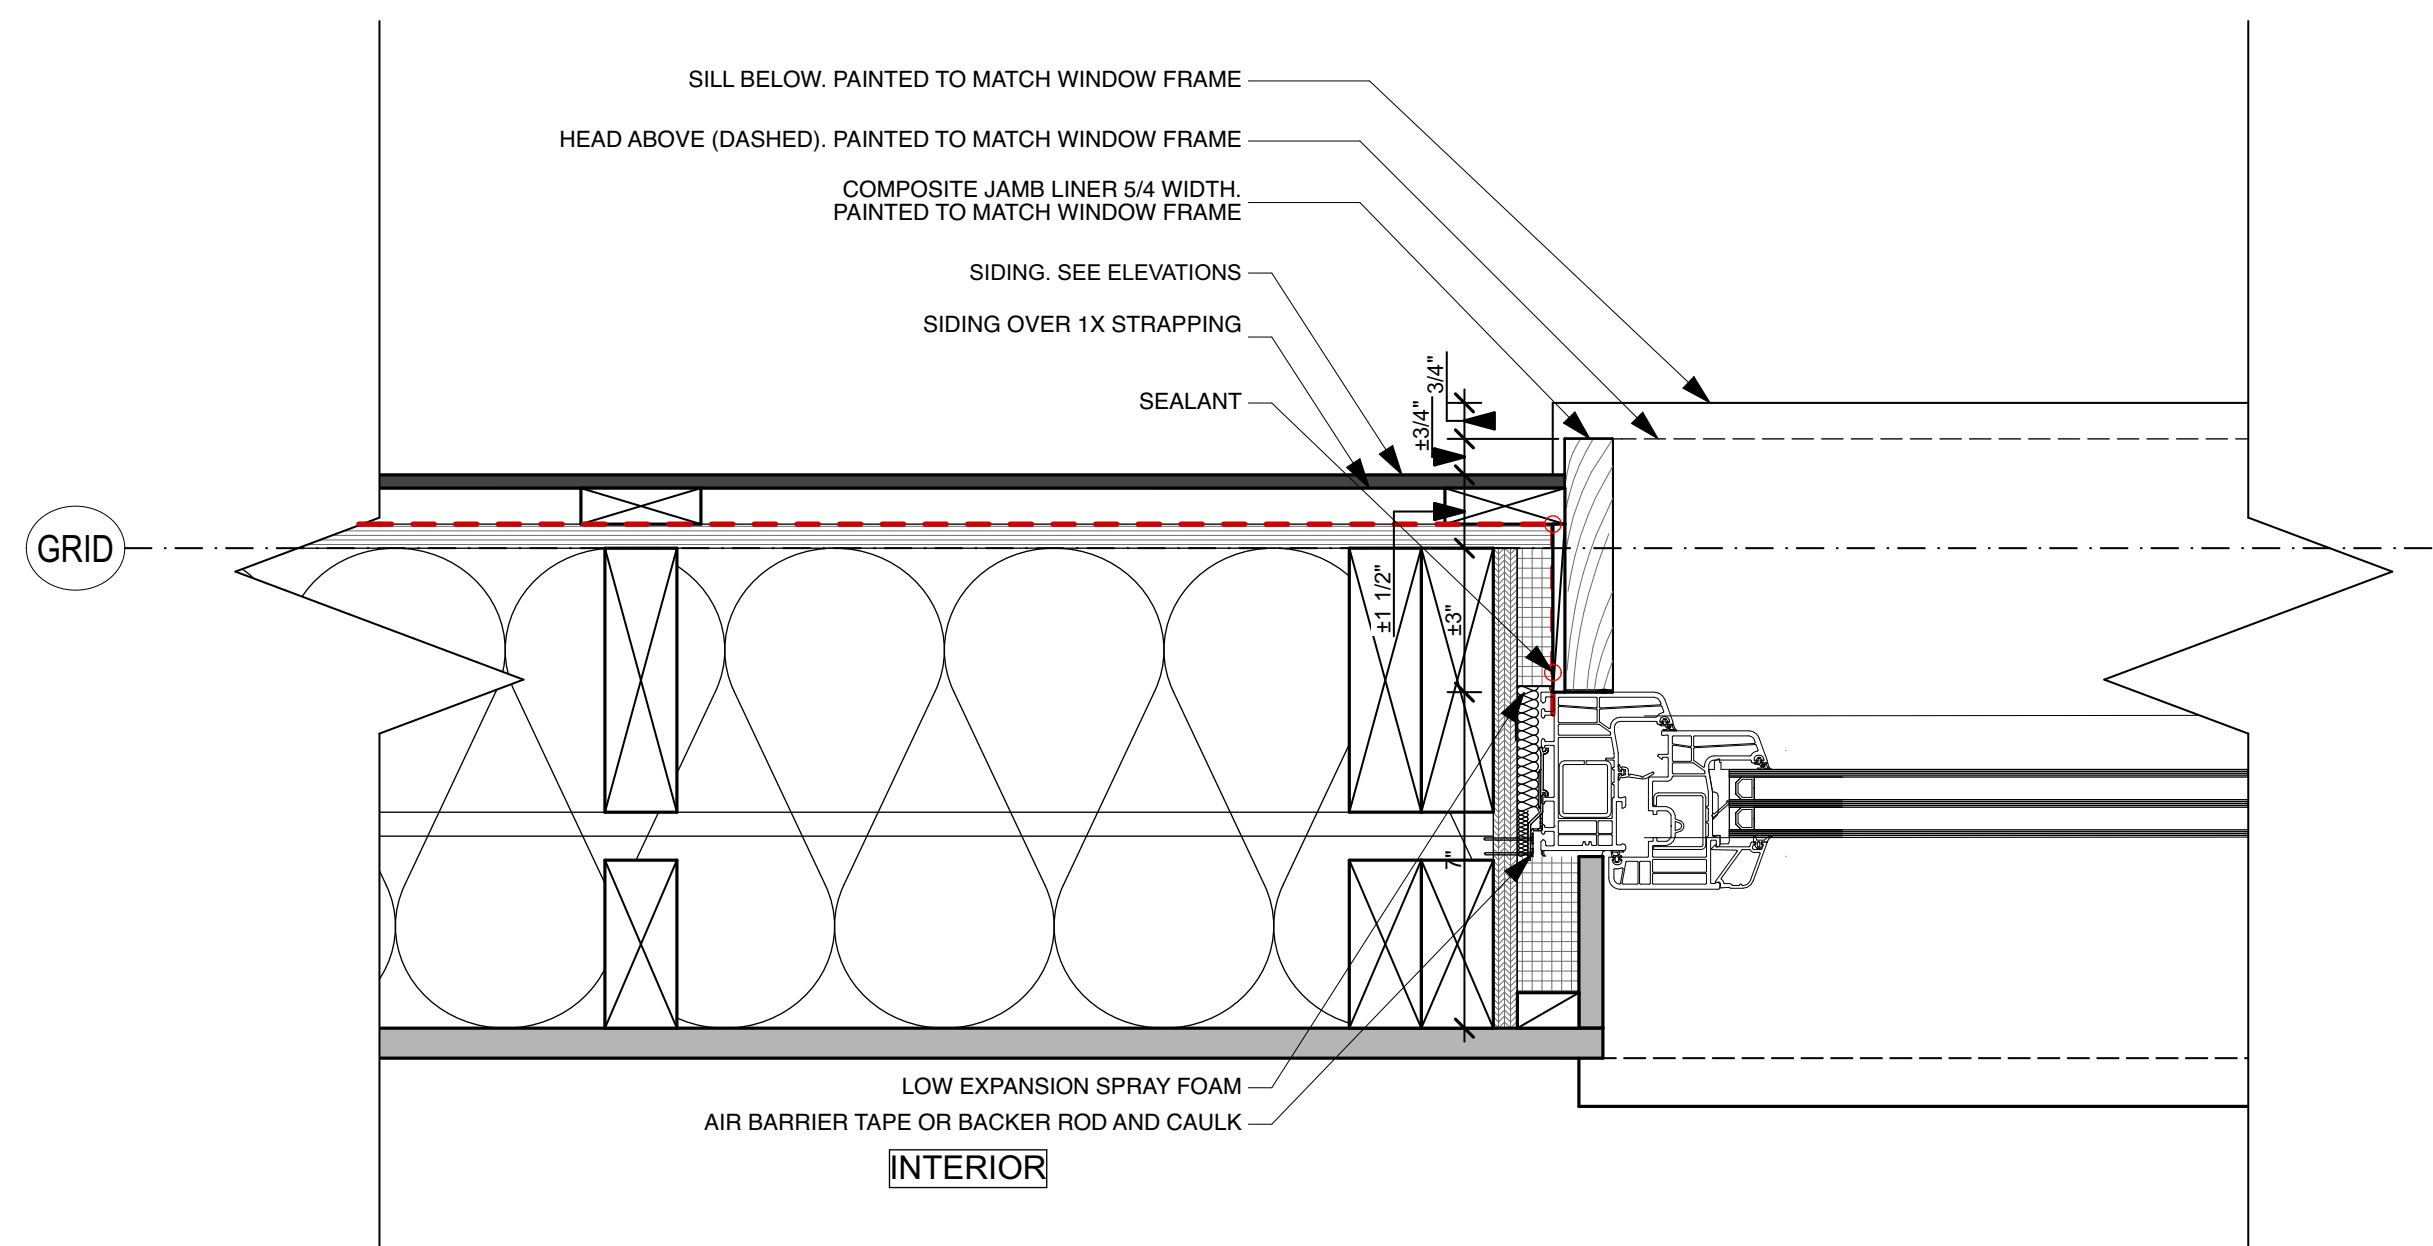 SILL BELOW. PAINTED TO MATCH WINDOW FRAME
HEAD ABOVE (DASHED). PAINTED TO MATCH WINDOW FRAME
COMPOSITE JAMB LINER 5/4 WIDTH.
PAINTED TO MATCH WINDOW FRAME
SIDING. SEE ELEVATIONS
SIDING OVER 1X STRAPPING
SEALANT
3/4"
±3/4"
GRID
±1 1/2"
±3"
7"
LOW EXPANSION SPRAY FOAM
AIR BARRIER TAPE OR BACKER ROD AND CAULK
INTERIOR